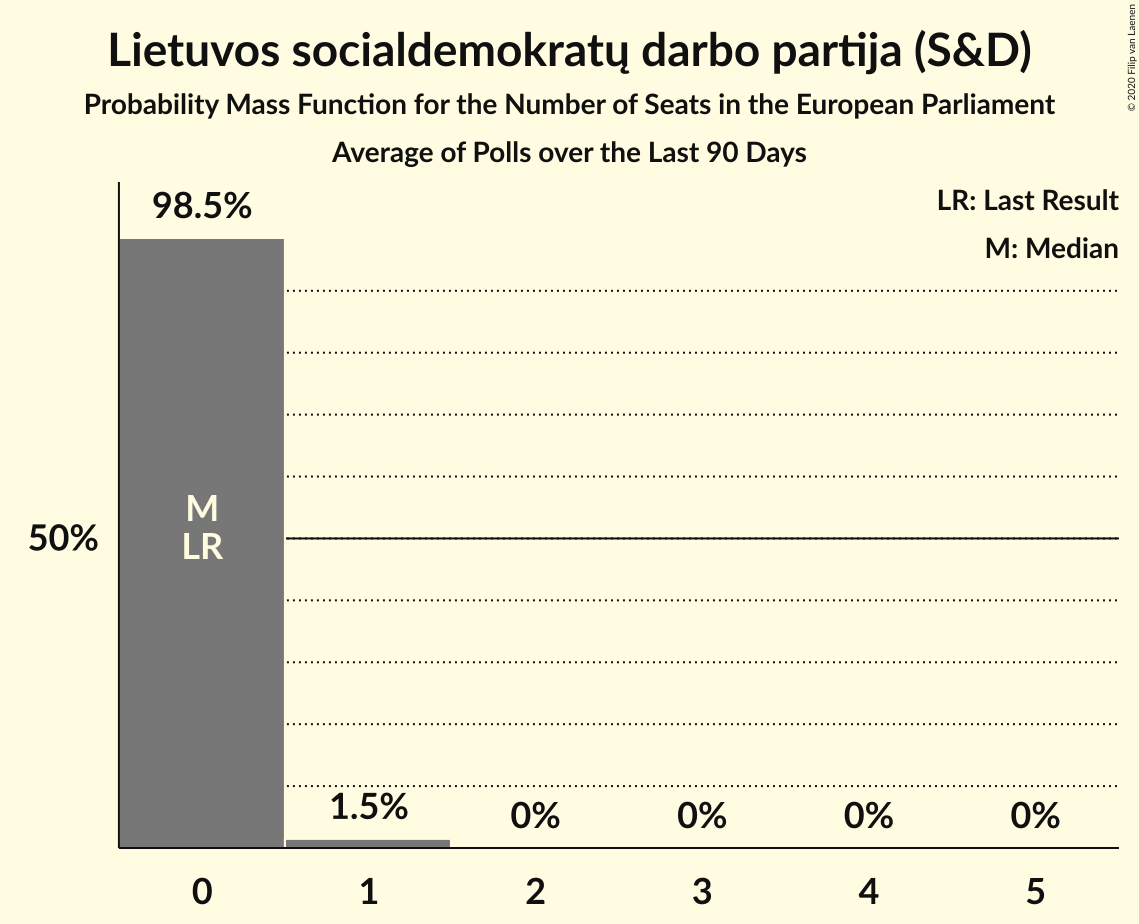 Lietuvos socialdemokratų darbo partija (S&D)
Probability Mass Function for the Number of Seats in the European Parliament
Average of Polls over the Last 90 Days
© 2020 Filip van Laenen
LR: Last Result
M: Median
98.5%
M
LR
50%
1.5%
0%
0%
0%
0%
0
1
2
3
4
5